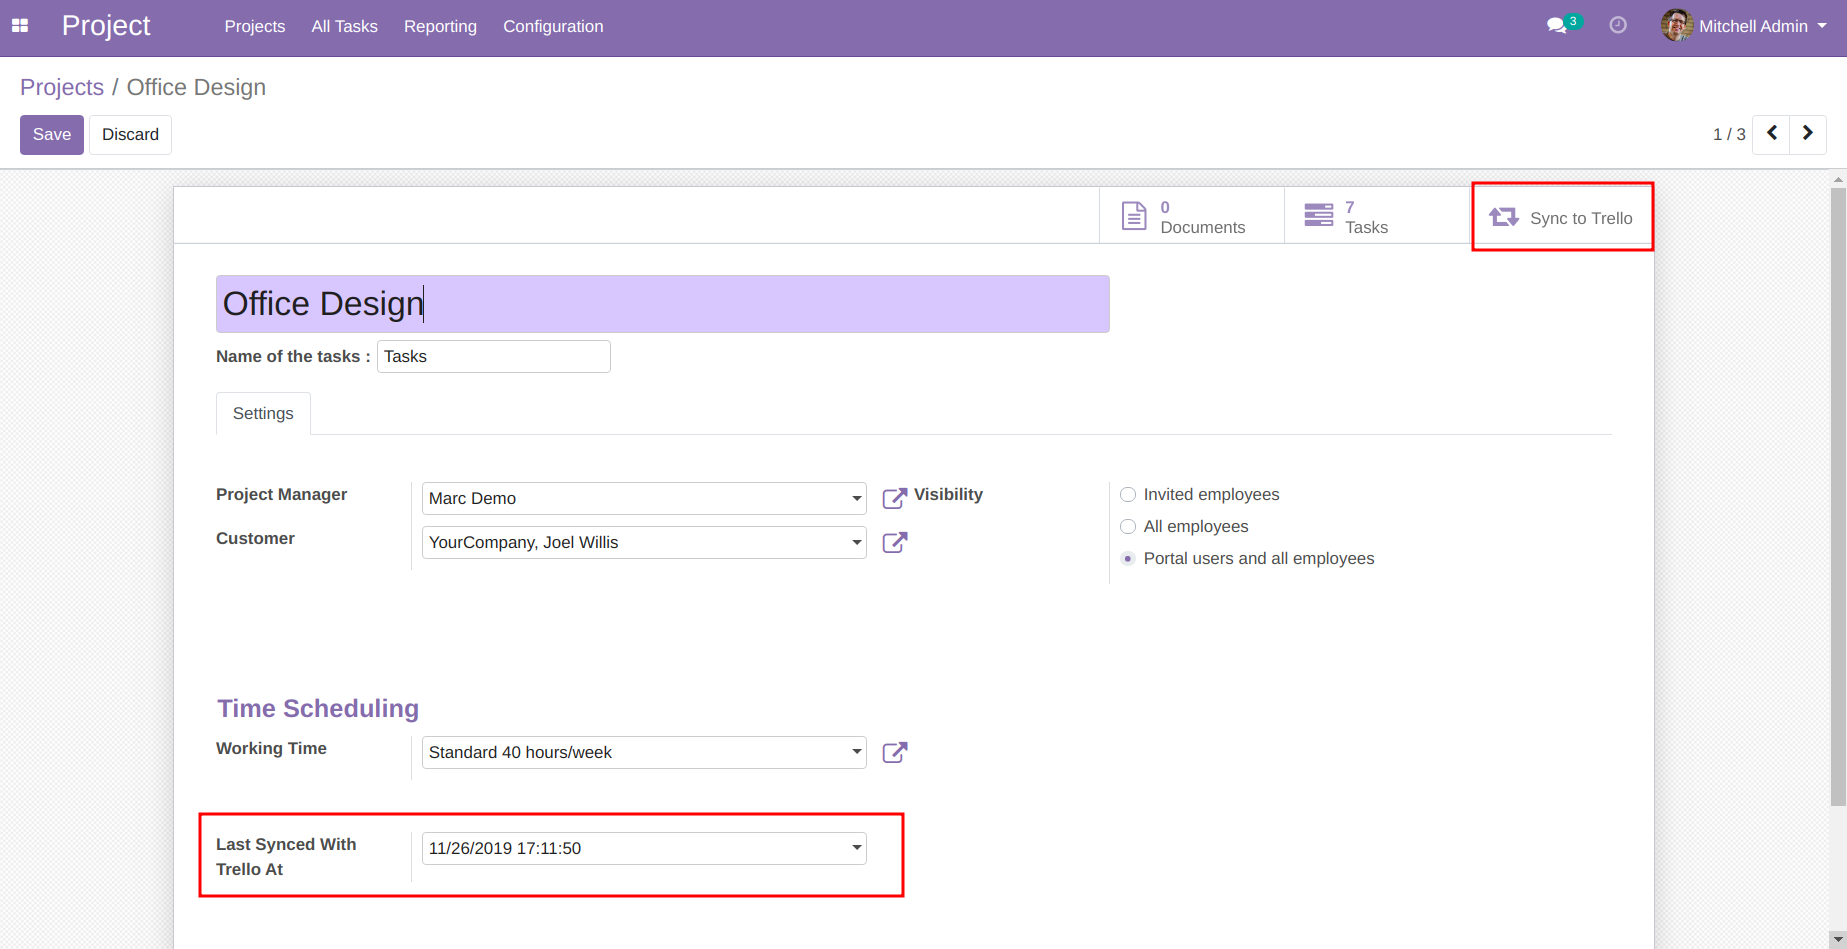 Project
Projects
All Tasks
Reporting
Configuration
3
Mitchell Admin
Projects / Office Design
Save
Discard
1 / 3
0
Documents
7
Tasks
Sync to Trello
Office Design
Name of the tasks :
Tasks
Settings
Project Manager
Marc Demo
Customer
YourCompany, Joel Willis
Visibility
Invited employees
All employees
Portal users and all employees
Time Scheduling
Working Time
Standard 40 hours/week
Last Synced With
Trello At
11/26/2019 17:11:50